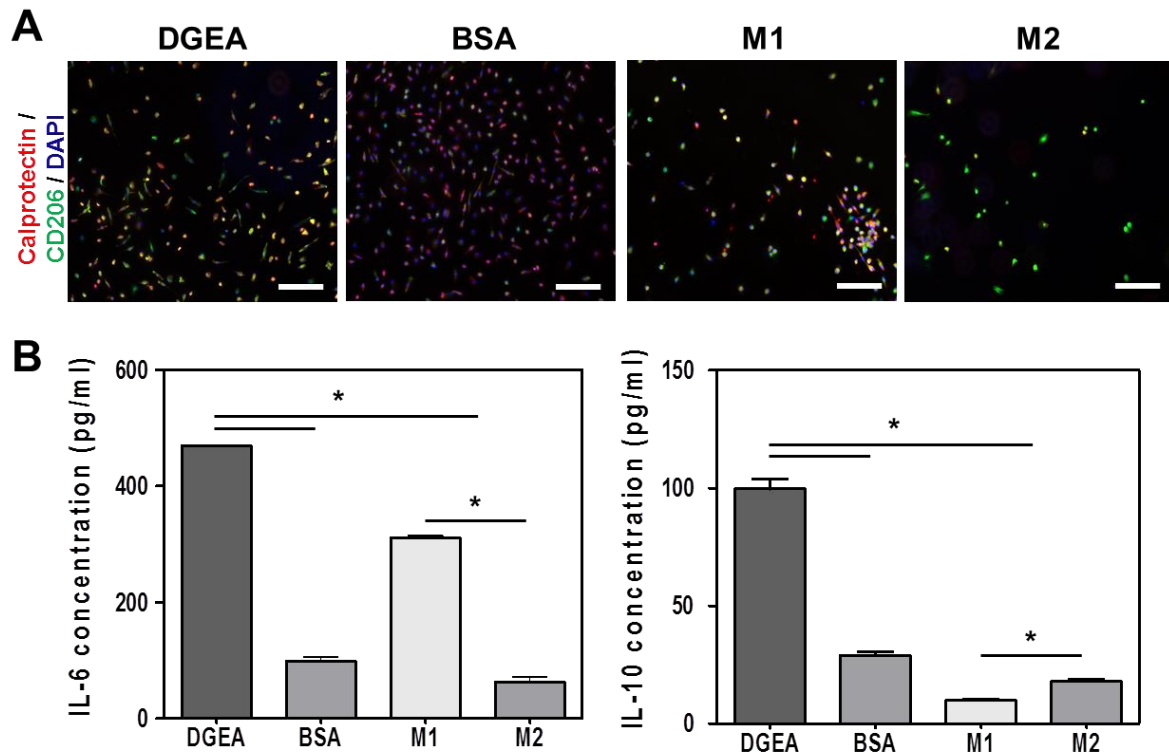 A
DGEA BSA M1 M2
Calprotectin /
CD206 / DAPI
B
IL-6 concentration (pg/ml)
600
400
200
0
*
*
DGEA BSA M1 M2
IL-10 concentration (pg/ml)
150
100
50
0
*
*
DGEA BSA M1 M2